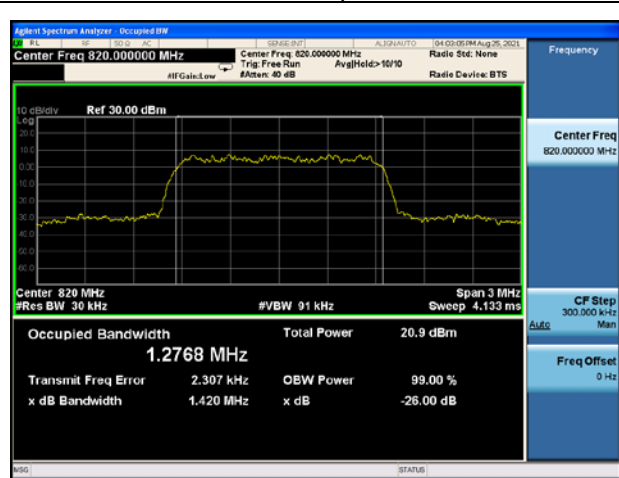 Agilent Spectrum Analyzer - Occupied BW
RL RF 50 Ω AC SENSE:INT ALIGNAUTO 04:03:05 PM Aug 25, 2021
Center Freq 820.000000 MHz
Center Freq: 820.000000 MHz
Radio Std: None
Trig: Free Run Avg|Hold:>10/10
#IFGain:Low #Atten: 40 dB Radio Device: BTS
Frequency
10 dB/div Ref 30.00 dBm
Log
20.0
10.0
0.00
-10.0
-20.0
-30.0
-40.0
-50.0
-60.0
Center Freq
820.000000 MHz
Center 820 MHz Span 3 MHz
#Res BW 30 kHz #VBW 91 kHz Sweep 4.133 ms
CF Step
300.000 kHz
Auto Man
Occupied Bandwidth Total Power 20.9 dBm
1.2768 MHz
Transmit Freq Error 2.307 kHz OBW Power 99.00 %
x dB Bandwidth 1.420 MHz x dB -26.00 dB
Freq Offset
0 Hz
MSG STATUS